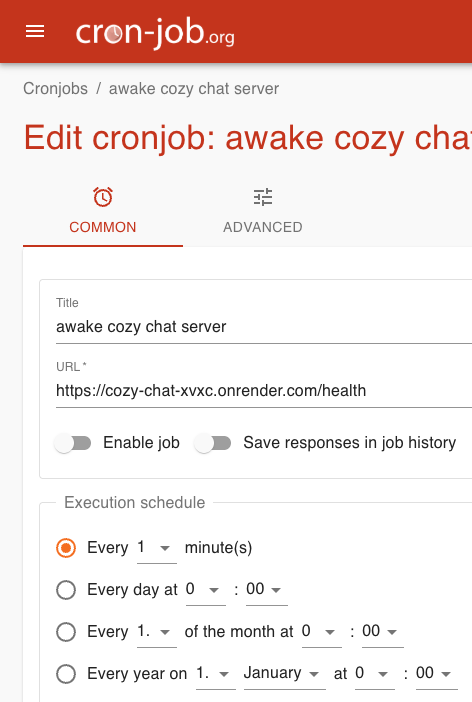 cron-job.org
Cronjobs / awake cozy chat server
Edit cronjob: awake cozy cha
COMMON ADVANCED
Title
awake cozy chat server
URL *
https://cozy-chat-xvxc.onrender.com/health
Enable job Save responses in job history
Execution schedule
Every 1 minute(s)
Every day at 0 : 00
Every 1. of the month at 0 : 00
Every year on 1. January at 0 : 00